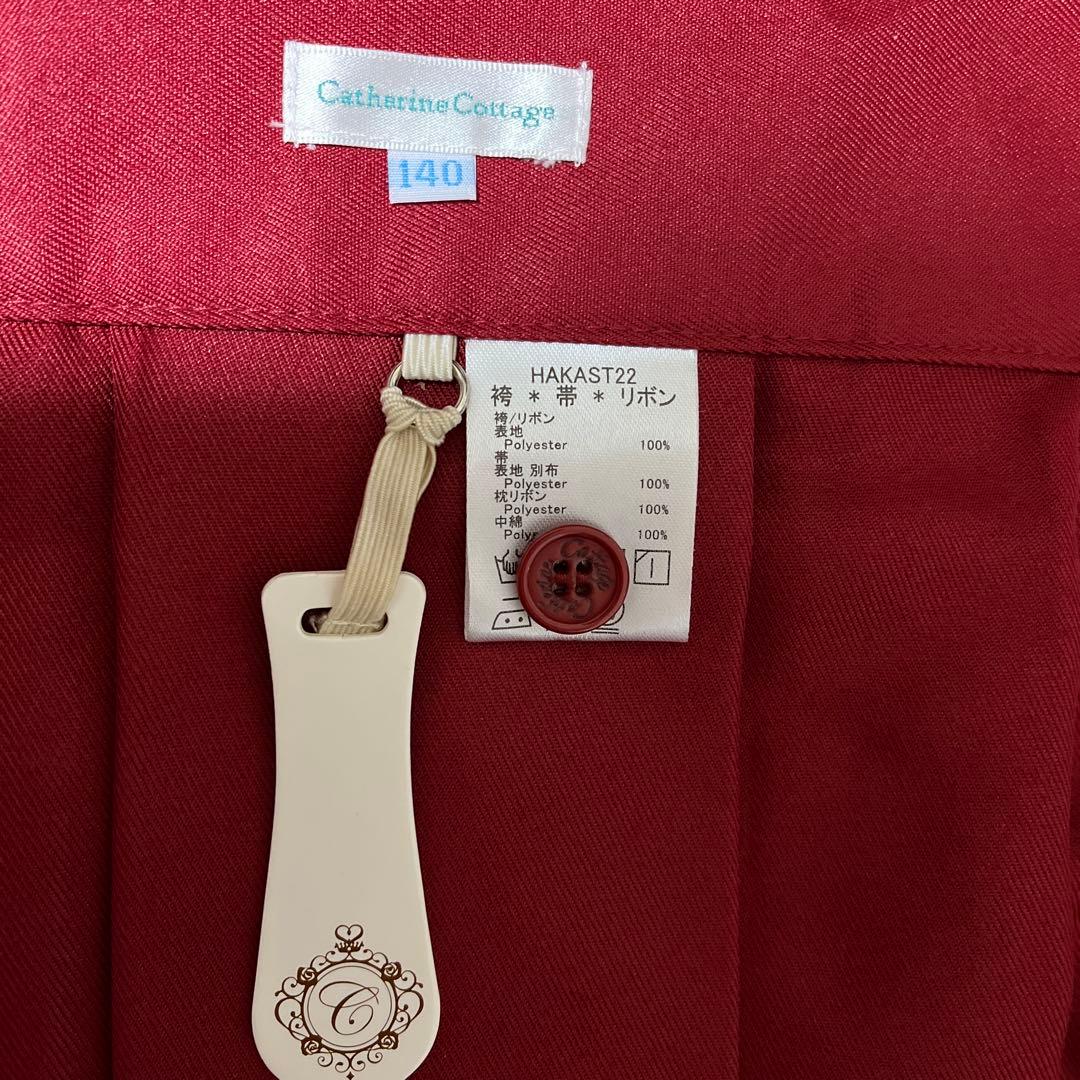 Catherine Cottage
140
HAKAST22
袴 * 帯 * リボン
袴/リボン
表地
Polyester 100%
帯
表地 別布
Polyester 100%
枕リボン
Polyester 100%
中綿
100%
C